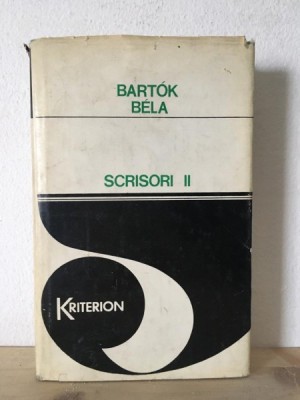 BARTÓK
BÉLA
SCRISORI II
KRITERION